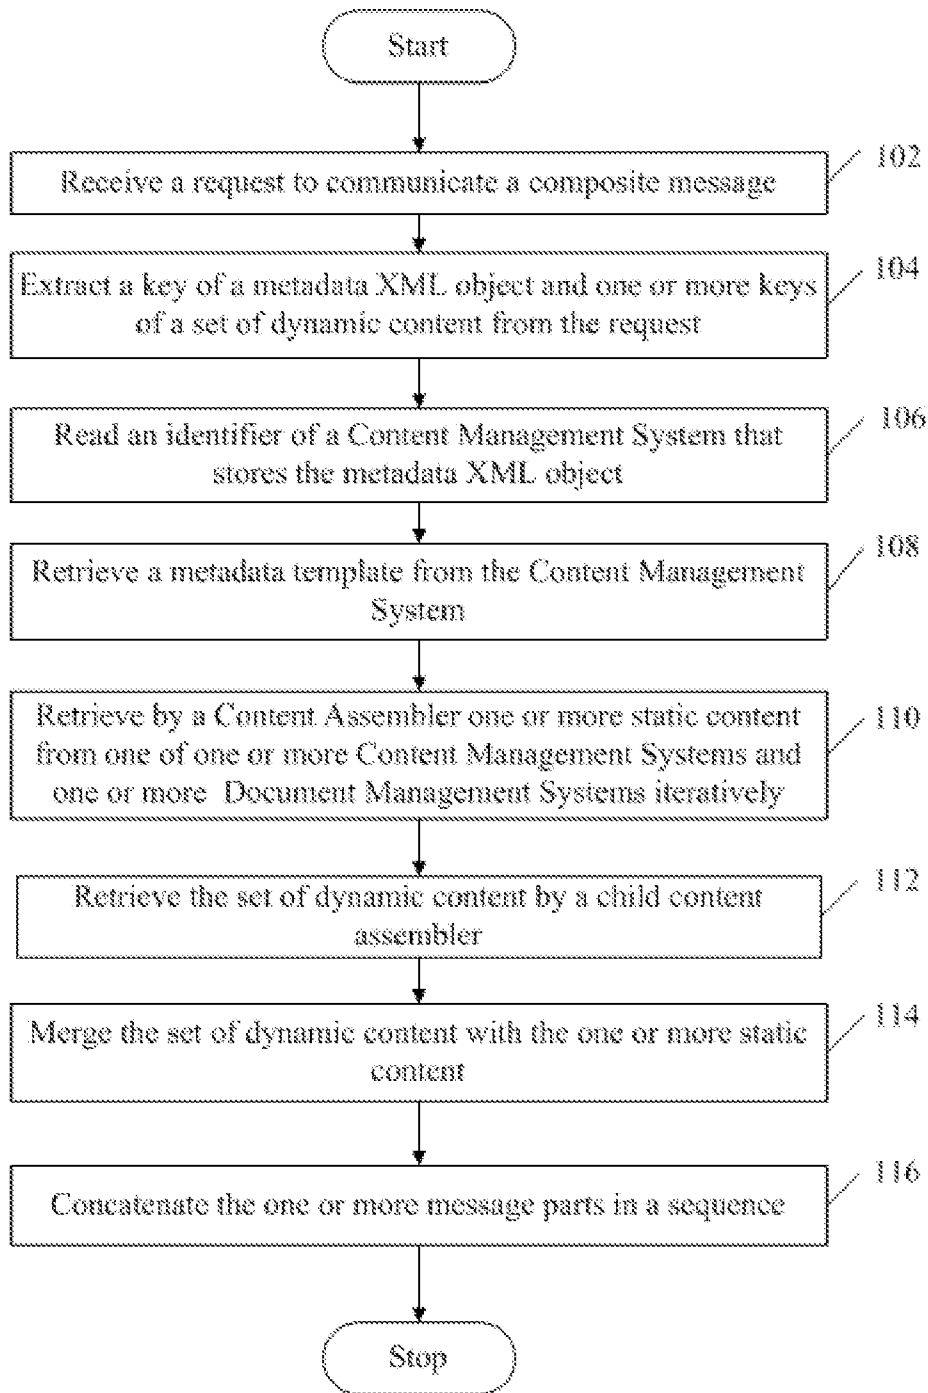 Start
Receive a request to communicate a composite message
102
Extract a key of a metadata XML object and one or more keys
of a set of dynamic content from the request
104
Read an identifier of a Content Management System that
stores the metadata XML object
106
Retrieve a metadata template from the Content Management
System
108
Retrieve by a Content Assembler one or more static content
from one of one or more Content Management Systems and
one or more Document Management Systems iteratively
110
Retrieve the set of dynamic content by a child content
assembler
112
Merge the set of dynamic content with the one or more static
content
114
Concatenate the one or more message parts in a sequence
116
Stop